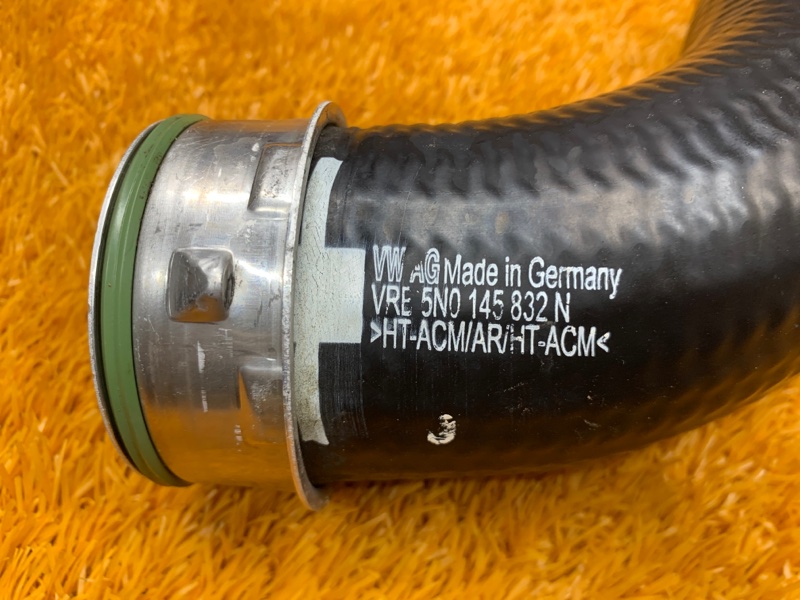 VW AG Made in Germany
VRE 5N0 145 832 N
>HT-ACM/AR/HT-ACM<